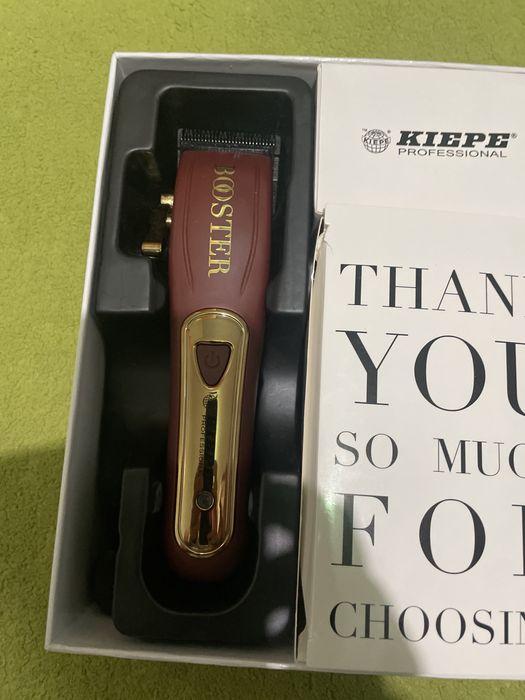 BOOSTER
PROFESSIONAL
KIEPE
KIEPE®
PROFESSIONAL
THAN
YOU
SO MUC
FO
CHOOSIN